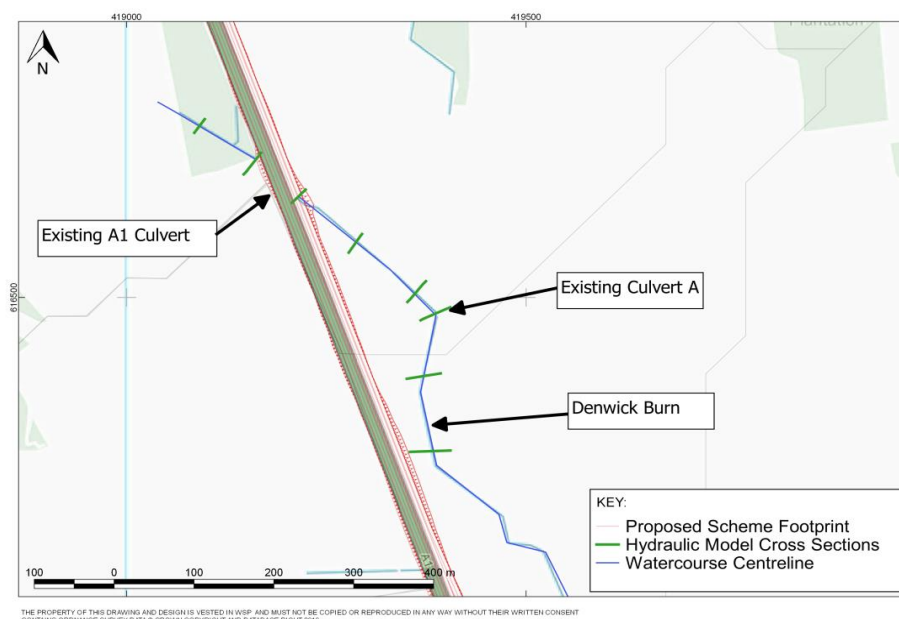 419000
419500
Plantation
N
Existing A1 Culvert
616500
Existing Culvert A
Denwick Burn
KEY:
Proposed Scheme Footprint
Hydraulic Model Cross Sections
Watercourse Centreline
A1
100 0 100 200 300 400 m
THE PROPERTY OF THIS DRAWING AND DESIGN IS VESTED IN WSP AND MUST NOT BE COPIED OR REPRODUCED IN ANY WAY WITHOUT THEIR WRITTEN CONSENT